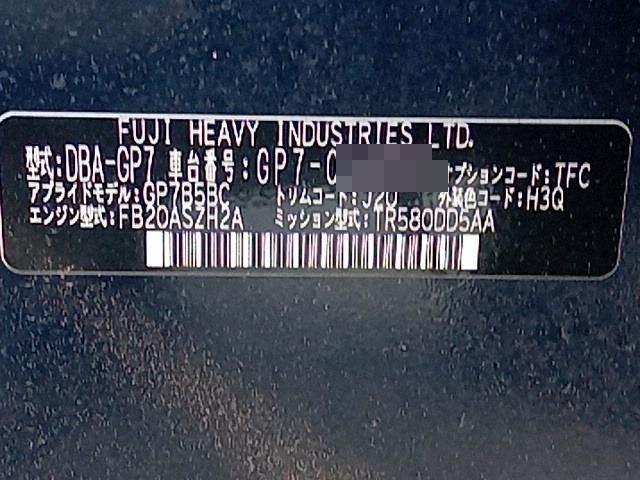 FUJI HEAVY INDUSTRIES LTD.
型式:DBA-GP7 車台番号:GP7-0 プションコード:TFC
アプライドモデル:GP7B5BC トリムコード:J20 外装色コード:H3Q
エンジン型式:FB20ASZH2A ミッション型式:TR580DD5AA